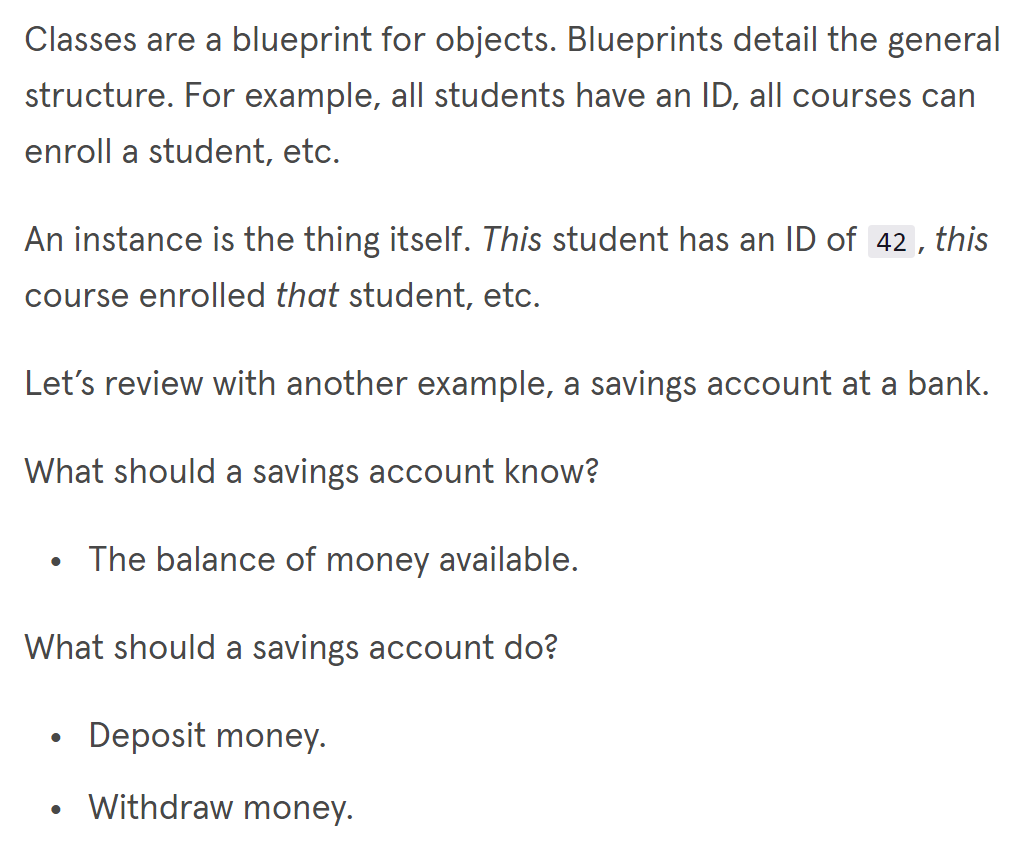 Classes are a blueprint for objects. Blueprints detail the general
structure. For example, all students have an ID, all courses can
enroll a student, etc.
An instance is the thing itself. This student has an ID of 42, this
course enrolled that student, etc.
Let’s review with another example, a savings account at a bank.
What should a savings account know?
• The balance of money available.
What should a savings account do?
• Deposit money.
• Withdraw money.